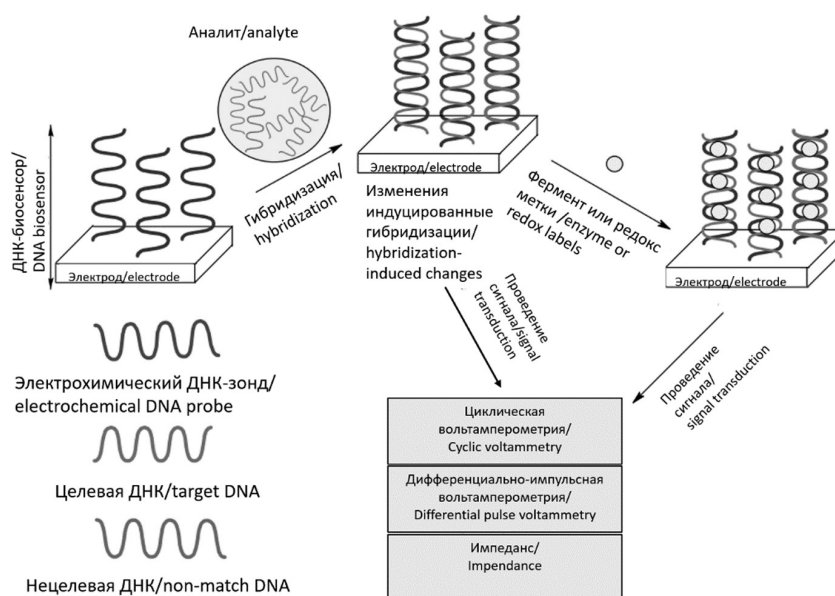 Аналит/analyte
ДНК-биосенсор/
DNA biosensor
Электрод/electrode
Гибридизация/
hybridization
Электрод/electrode
Изменения
индуцированные
гибридизации/
hybridization-
induced changes
Фермент или редокс
метки /enzyme or
redox labels
Электрод/electrode
Проведение
сигнала/signal
transduction
Проведение
сигнала/
signal transduction
Электрохимический ДНК-зонд/
electrochemical DNA probe
Целевая ДНК/target DNA
Нецелевая ДНК/non-match DNA
Циклическая
вольтамперометрия/
Cyclic voltammetry
Дифференциально-импульсная
вольтамперометрия/
Differential pulse voltammetry
Импеданс/
Impendance